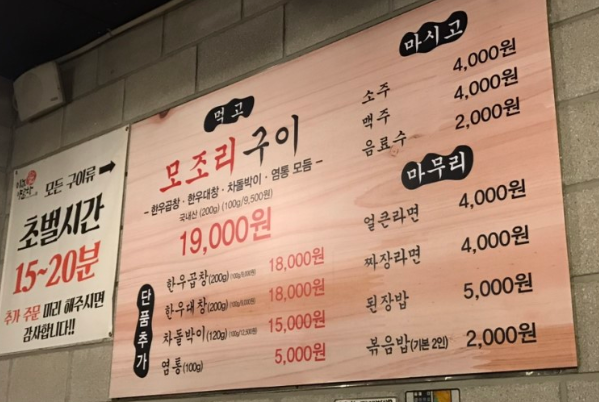 모든 구이류
초벌시간
15~20분
추가 주문 미리 해주시면
감사합니다!!
먹고
모조리구이
- 한우곱창 · 한우대창 · 차돌박이 · 염통 모듬 -
국내산 (200g) (100g/9,500원)
19,000원
단품추가
한우곱창(200g) 18,000원
한우대창(200g) 18,000원
차돌박이(120g) 15,000원
염통(100g) 5,000원
마시고
소주 4,000원
맥주 4,000원
음료수 2,000원
마무리
얼큰라면 4,000원
짜장라면 4,000원
된장밥 5,000원
볶음밥(기본 2인) 2,000원